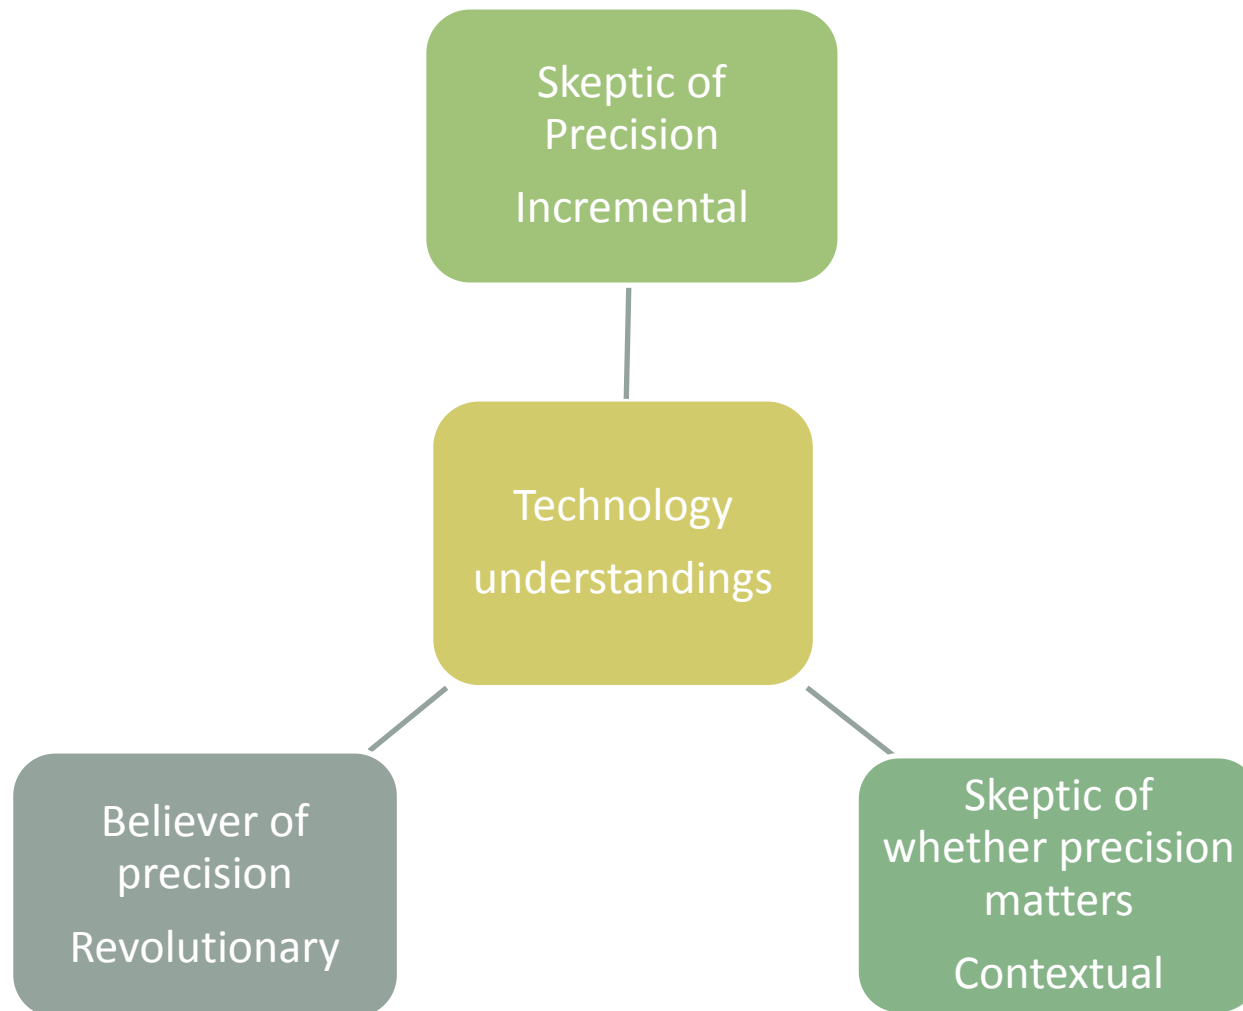 Skeptic of
Precision
Incremental
Technology
understandings
Believer of
precision
Revolutionary
Skeptic of
whether precision
matters
Contextual